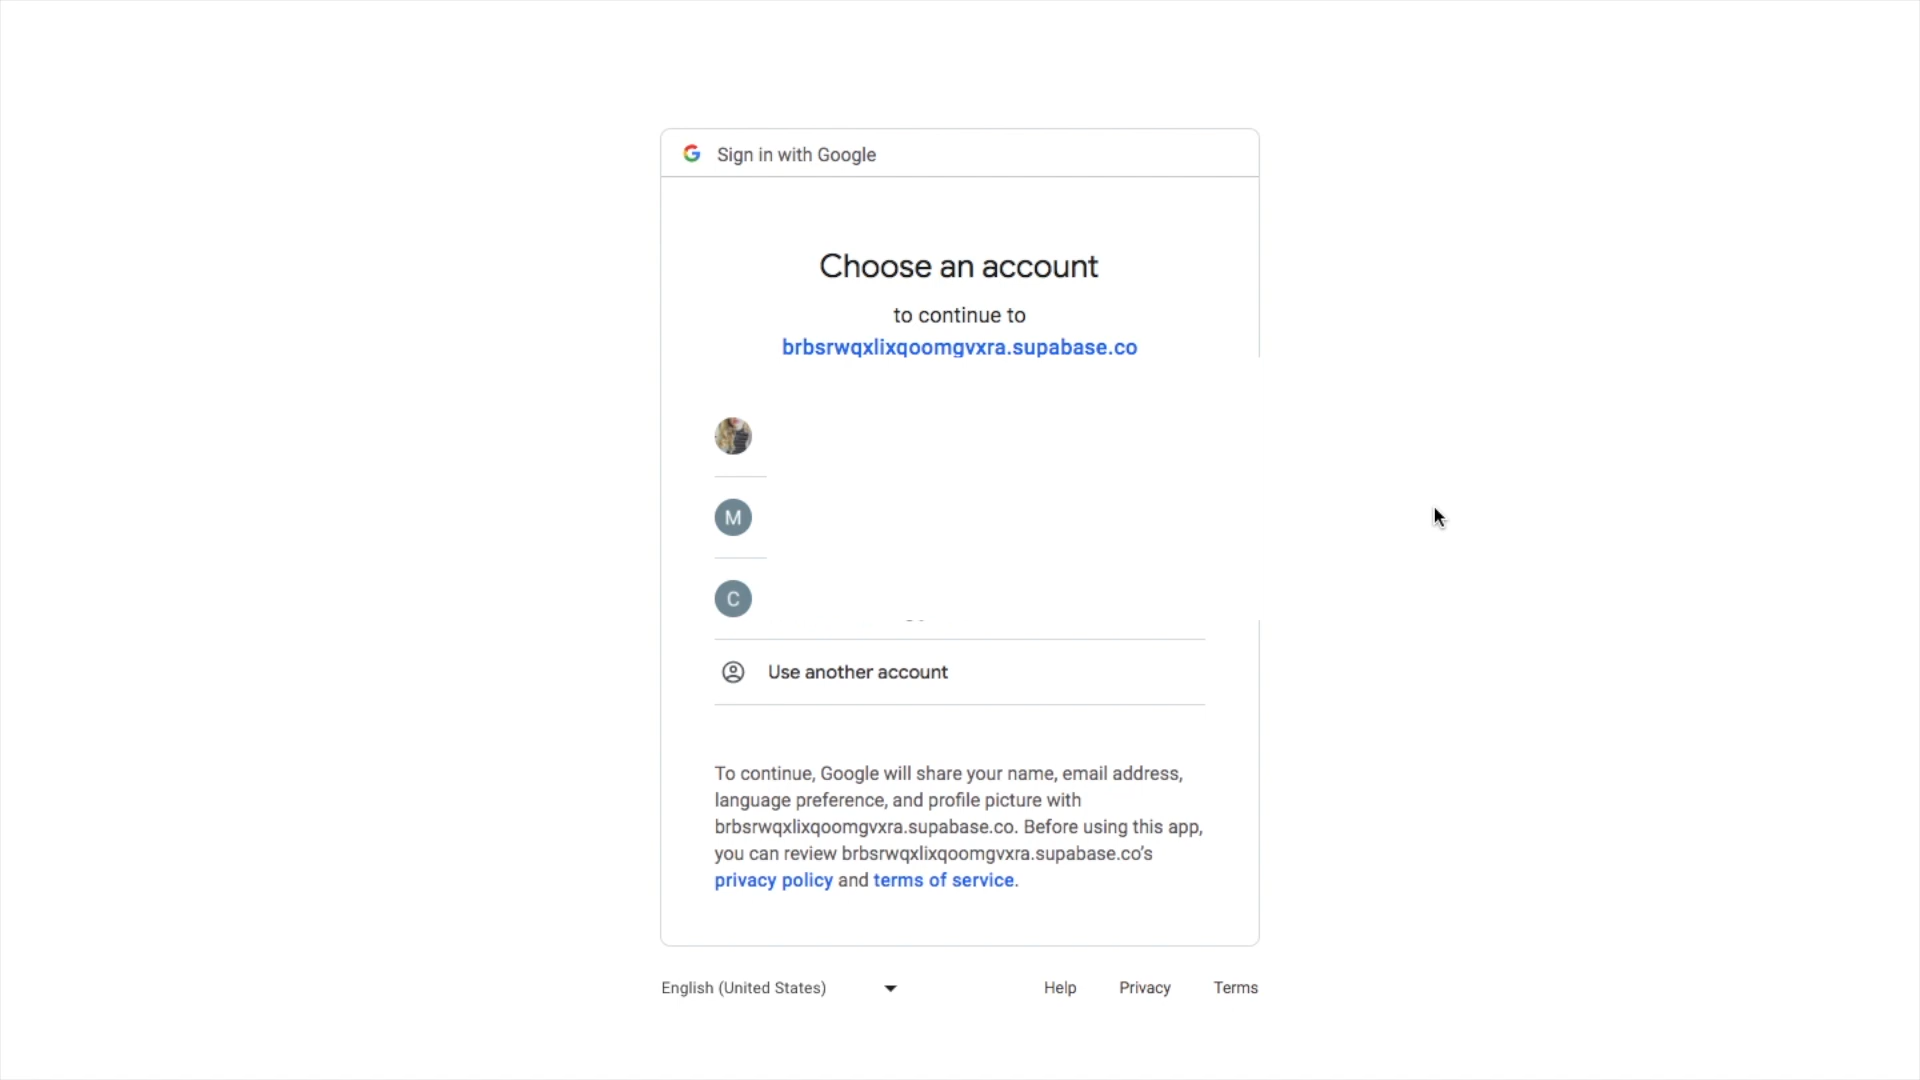 Sign in with Google
Choose an account
to continue to
brbsrwqxlixqoomgvxra.supabase.co
M
C
Use another account
To continue, Google will share your name, email address,
language preference, and profile picture with
brbsrwqxlixqoomgvxra.supabase.co. Before using this app,
you can review brbsrwqxlixqoomgvxra.supabase.co’s
privacy policy and terms of service.
English (United States) Help Privacy Terms